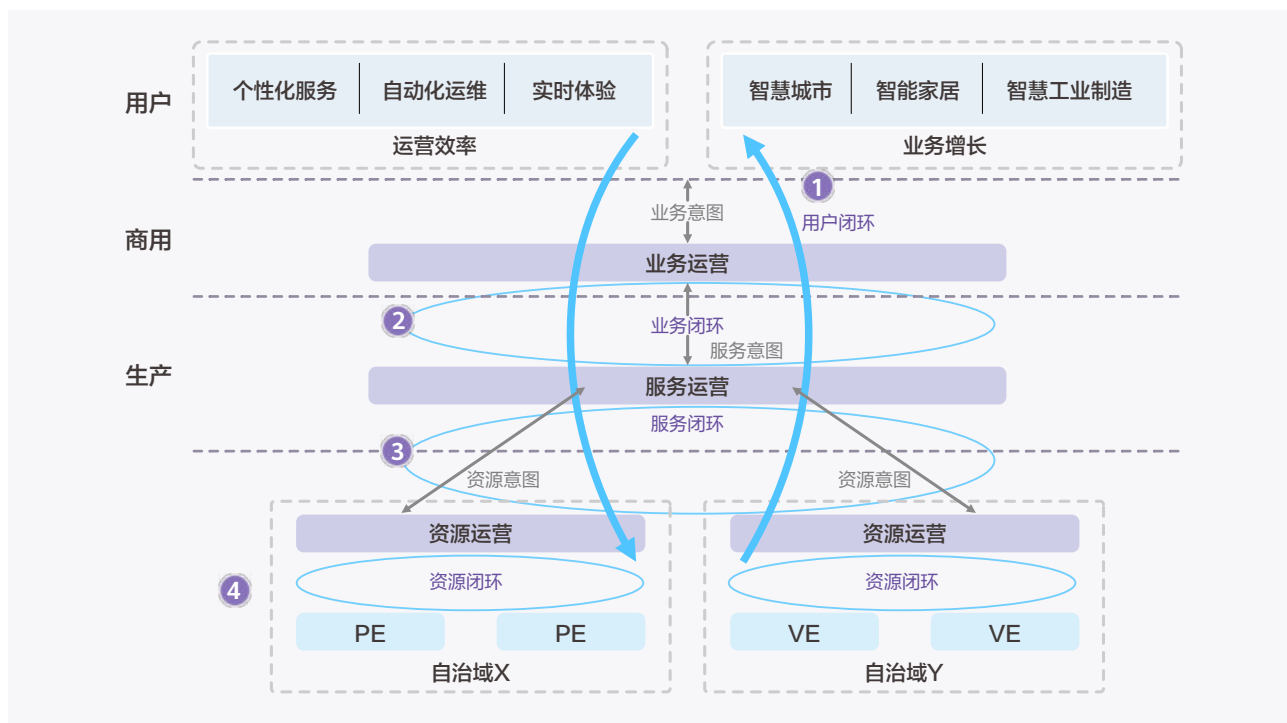 用户
个性化服务
自动化运维
实时体验
运营效率
智慧城市
智能家居
智慧工业制造
业务增长
1
用户闭环
商用
业务意图
业务运营
2
业务闭环
服务意图
生产
服务运营
服务闭环
3
资源意图
资源意图
资源运营
资源运营
4
资源闭环
资源闭环
PE
PE
VE
VE
自治域X
自治域Y